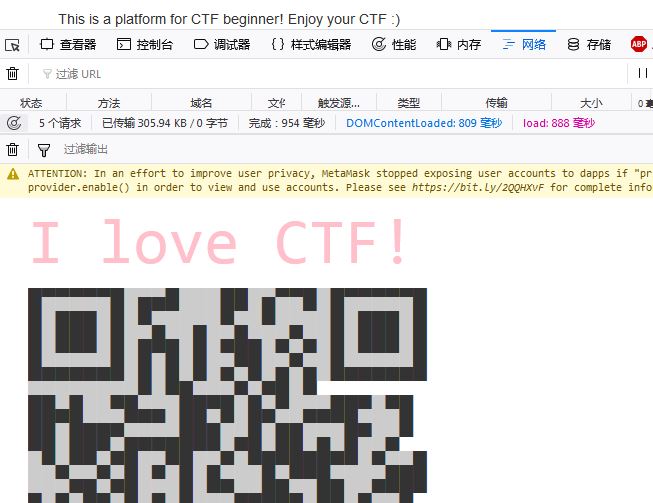 This is a platform for CTF beginner! Enjoy your CTF :)
查看器 控制台 调试器 {} 样式编辑器 性能 内存 网络 存储 ABP
过滤 URL
状态 方法 域名 文件 触发源... 类型 传输 大小 0 毫
5 个请求 已传输 305.94 KB / 0 字节 完成：954 毫秒 DOMContentLoaded: 809 毫秒 load: 888 毫秒
过滤输出
ATTENTION: In an effort to improve user privacy, MetaMask stopped exposing user accounts to dapps if "pr
provider.enable() in order to view and use accounts. Please see https://bit.ly/2QQHXvF for complete info
I love CTF!